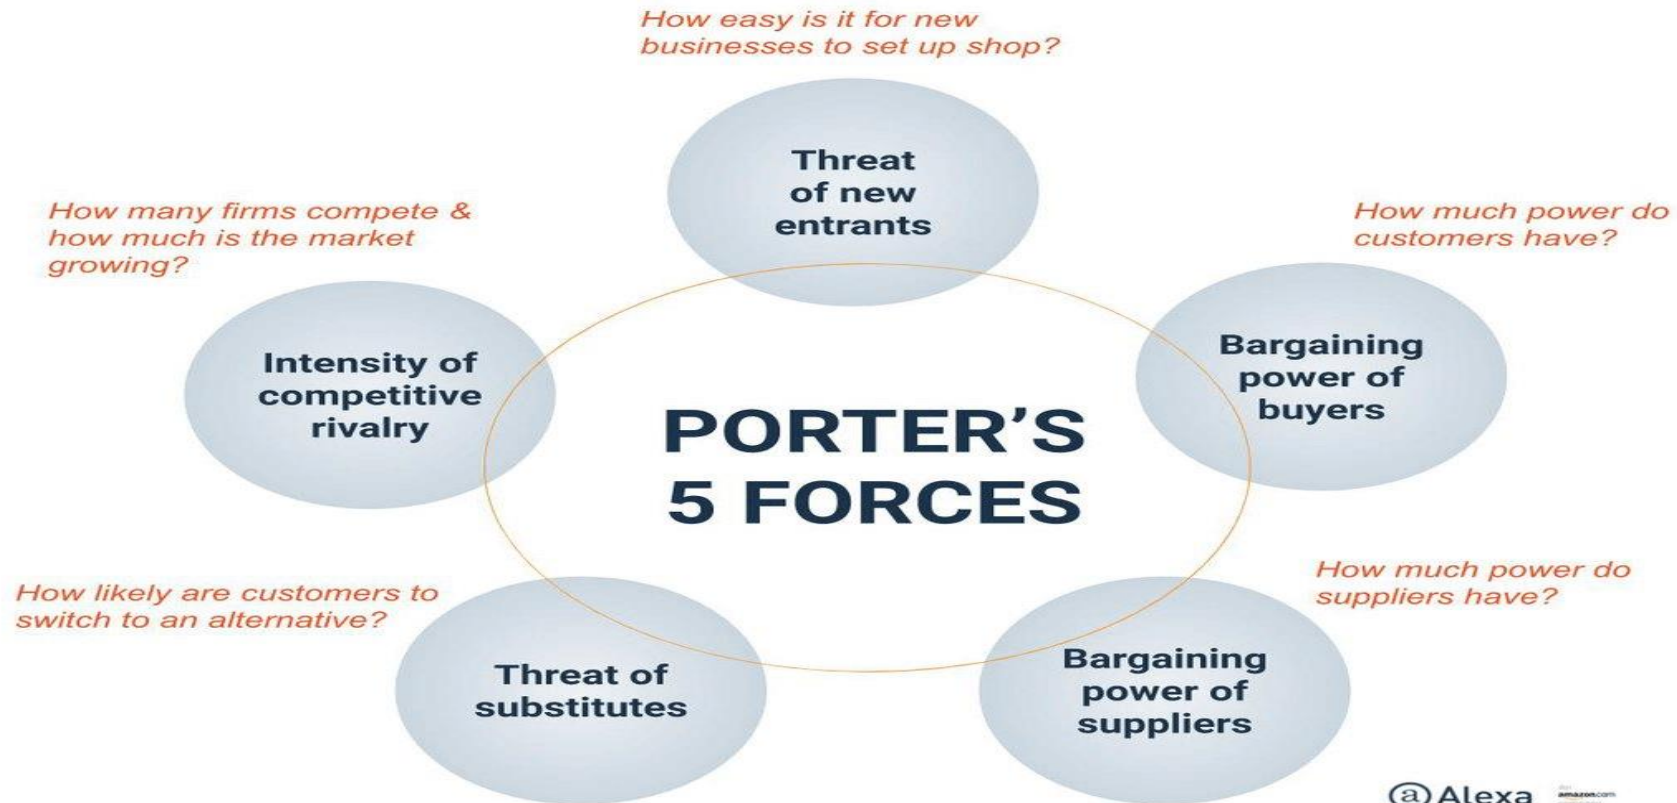 How easy is it for new
businesses to set up shop?
Threat
of new
entrants
How many firms compete &
how much is the market
growing?
Intensity of
competitive
rivalry
How much power do
customers have?
Bargaining
power of
buyers
PORTER’S
5 FORCES
How likely are customers to
switch to an alternative?
Threat of
substitutes
How much power do
suppliers have?
Bargaining
power of
suppliers
@Alexa
amazon.com